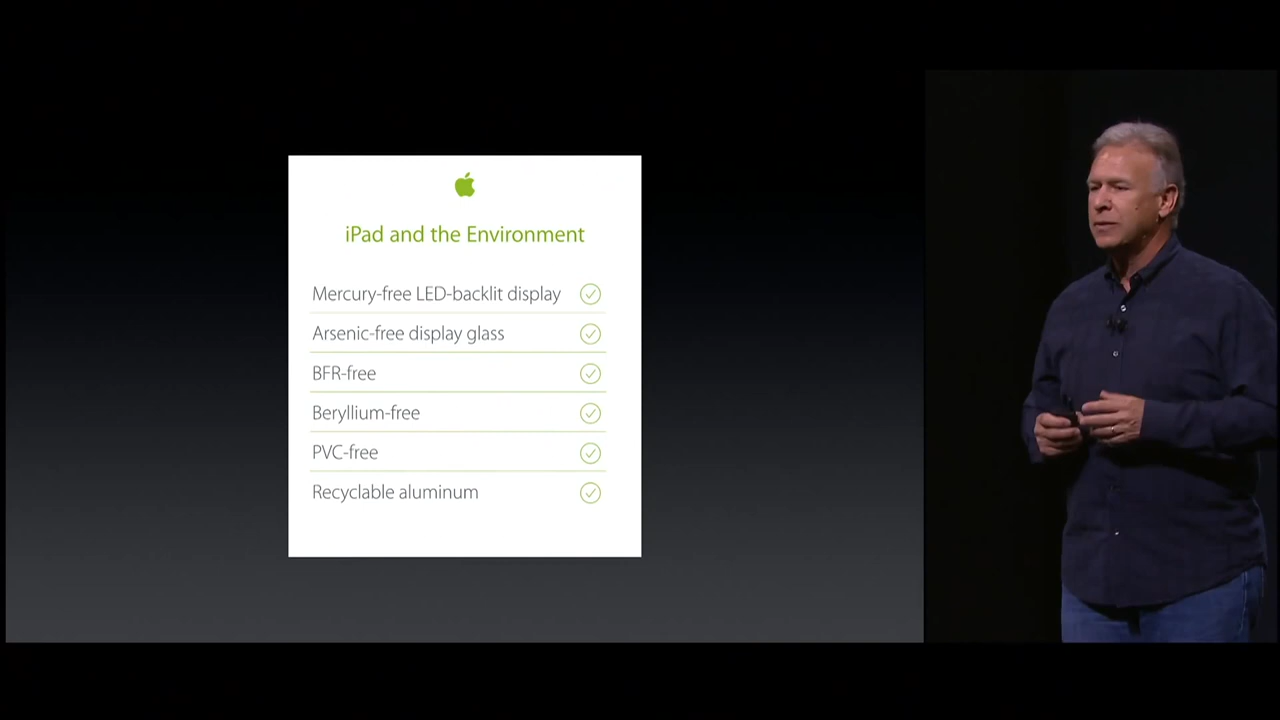 iPad and the Environment
Mercury-free LED-backlit display
Arsenic-free display glass
BFR-free
Beryllium-free
PVC-free
Recyclable aluminum